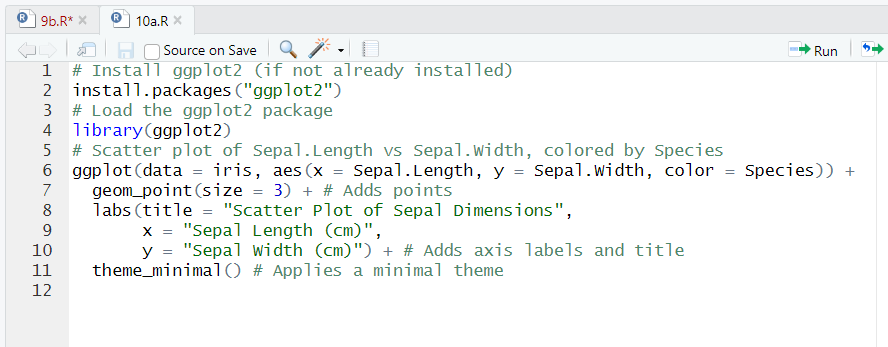 9b.R*
10a.R
Source on Save
Run
1 # Install ggplot2 (if not already installed)
2 install.packages("ggplot2")
3 # Load the ggplot2 package
4 library(ggplot2)
5 # Scatter plot of Sepal.Length vs Sepal.Width, colored by Species
6 ggplot(data = iris, aes(x = Sepal.Length, y = Sepal.Width, color = Species)) +
7   geom_point(size = 3) + # Adds points
8   labs(title = "Scatter Plot of Sepal Dimensions",
9        x = "Sepal Length (cm)",
10        y = "Sepal Width (cm)") + # Adds axis labels and title
11   theme_minimal() # Applies a minimal theme
12